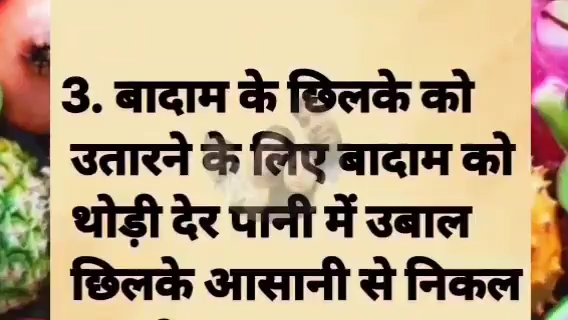 3. बादाम के छिलके को
उतारने के लिए बादाम को
थोड़ी देर पानी में उबाल
छिलके आसानी से निकल